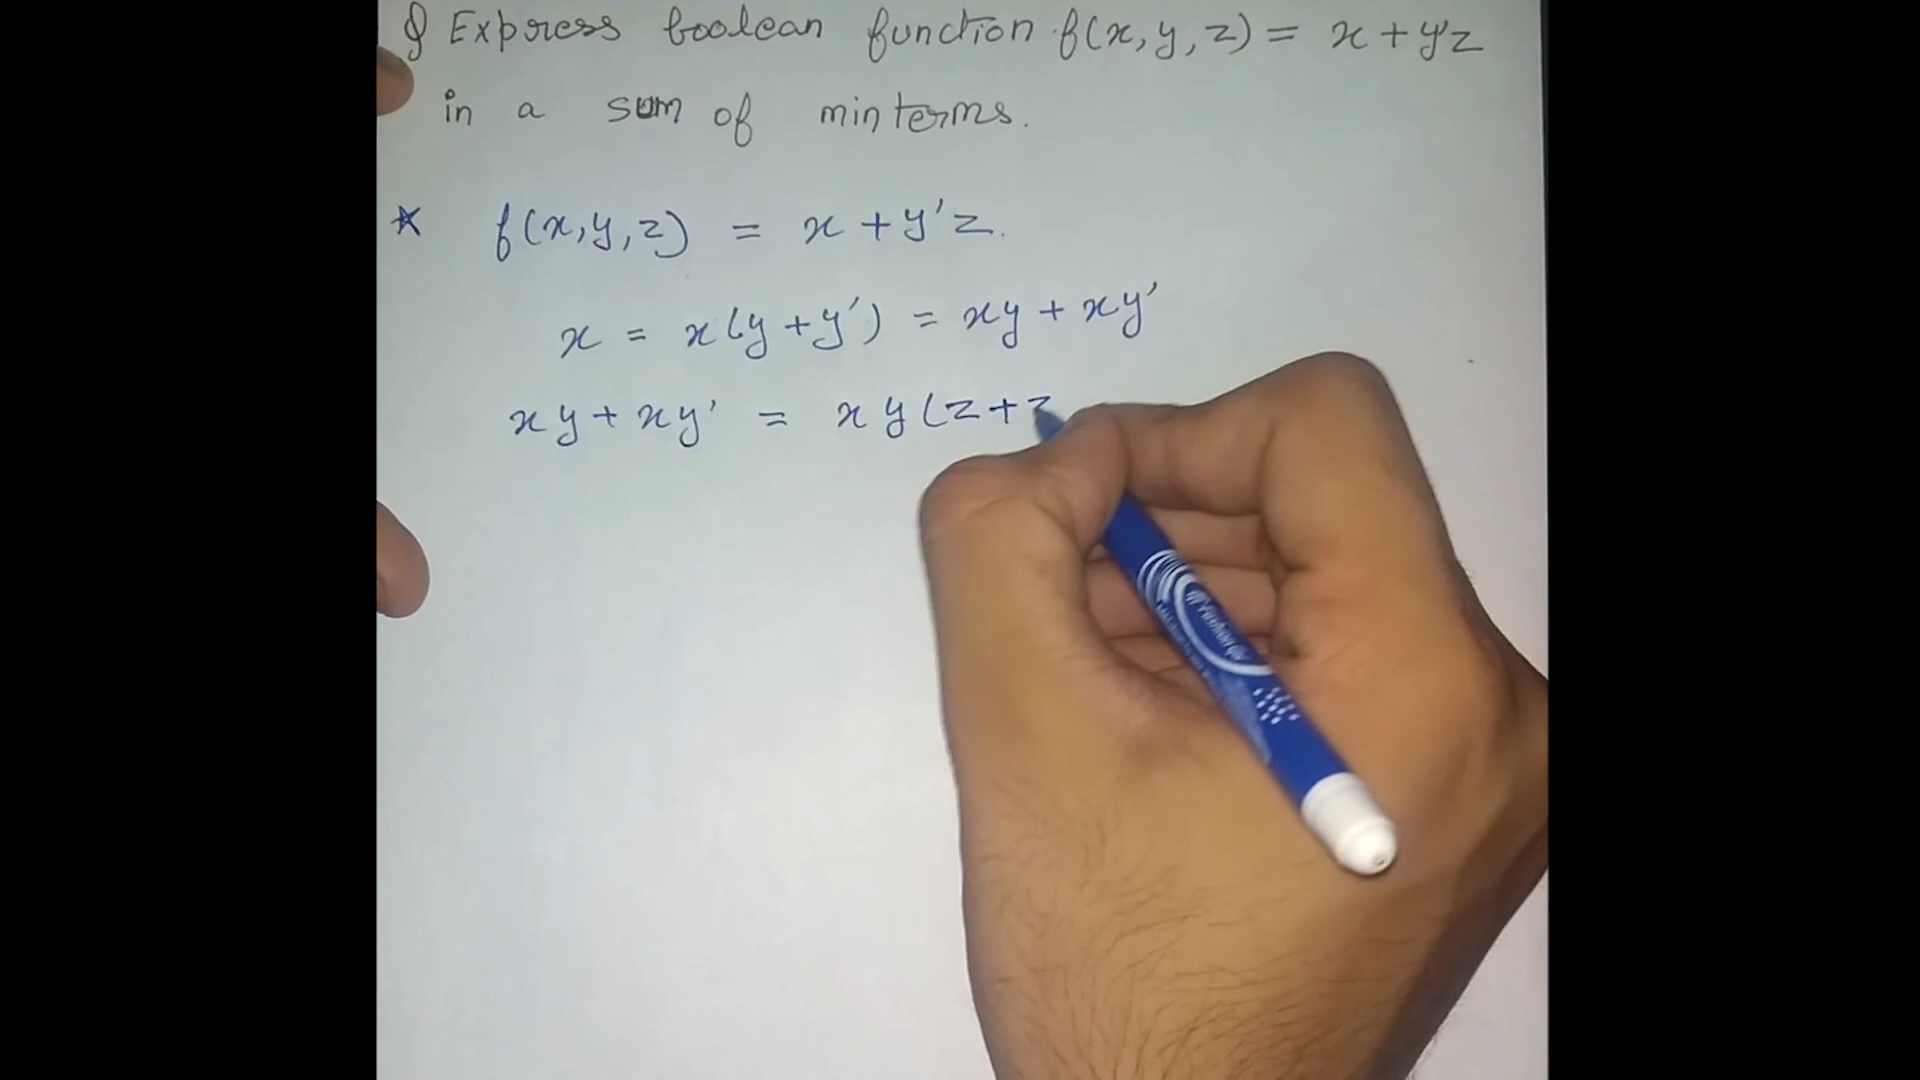 Q Express boolean function f(x,y,z) = x + y'z
in a sum of minterms.
* f(x,y,z) = x + y'z.
x = x(y + y') = xy + xy'
xy + xy' = xy(z+z